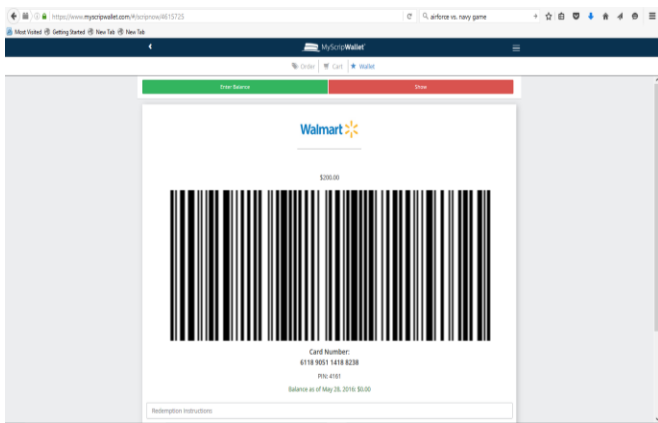 https://www.myscripwallet.com/#/scripnow/4615725
airforce vs. navy game
Most Visited Getting Started New Tab New Tab
MyScripWallet
Order Cart Wallet
Enter Balance Show
Walmart
$200.00
Card Number:
6118 9051 1418 8238
PIN: 4161
Balance as of May 28, 2016: $0.00
Redemption Instructions